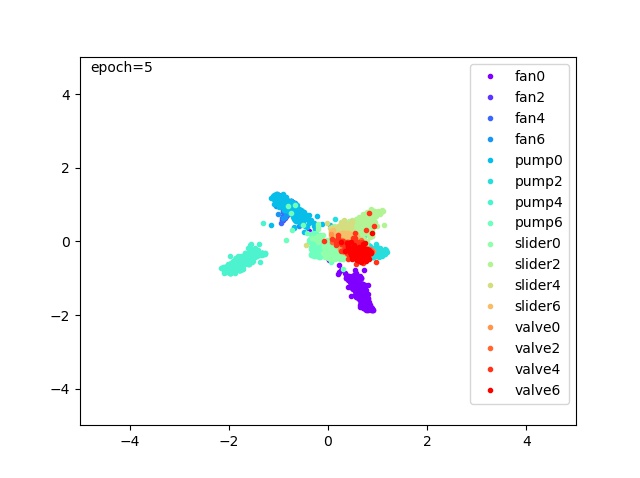 epoch=5
4
2
0
−2
−4
−4
−2
0
2
4
fan0
fan2
fan4
fan6
pump0
pump2
pump4
pump6
slider0
slider2
slider4
slider6
valve0
valve2
valve4
valve6